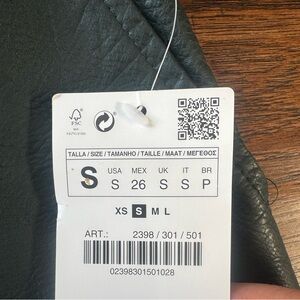 FSC
TALLA / SIZE / TAMANHO / TAILLE / MAAT / ΜΕΓΕΘΟΣ
S
USA MEX UK IT BR
S 26 S S P
XS S M L
ART.: 2398 / 301 / 501
02398301501028